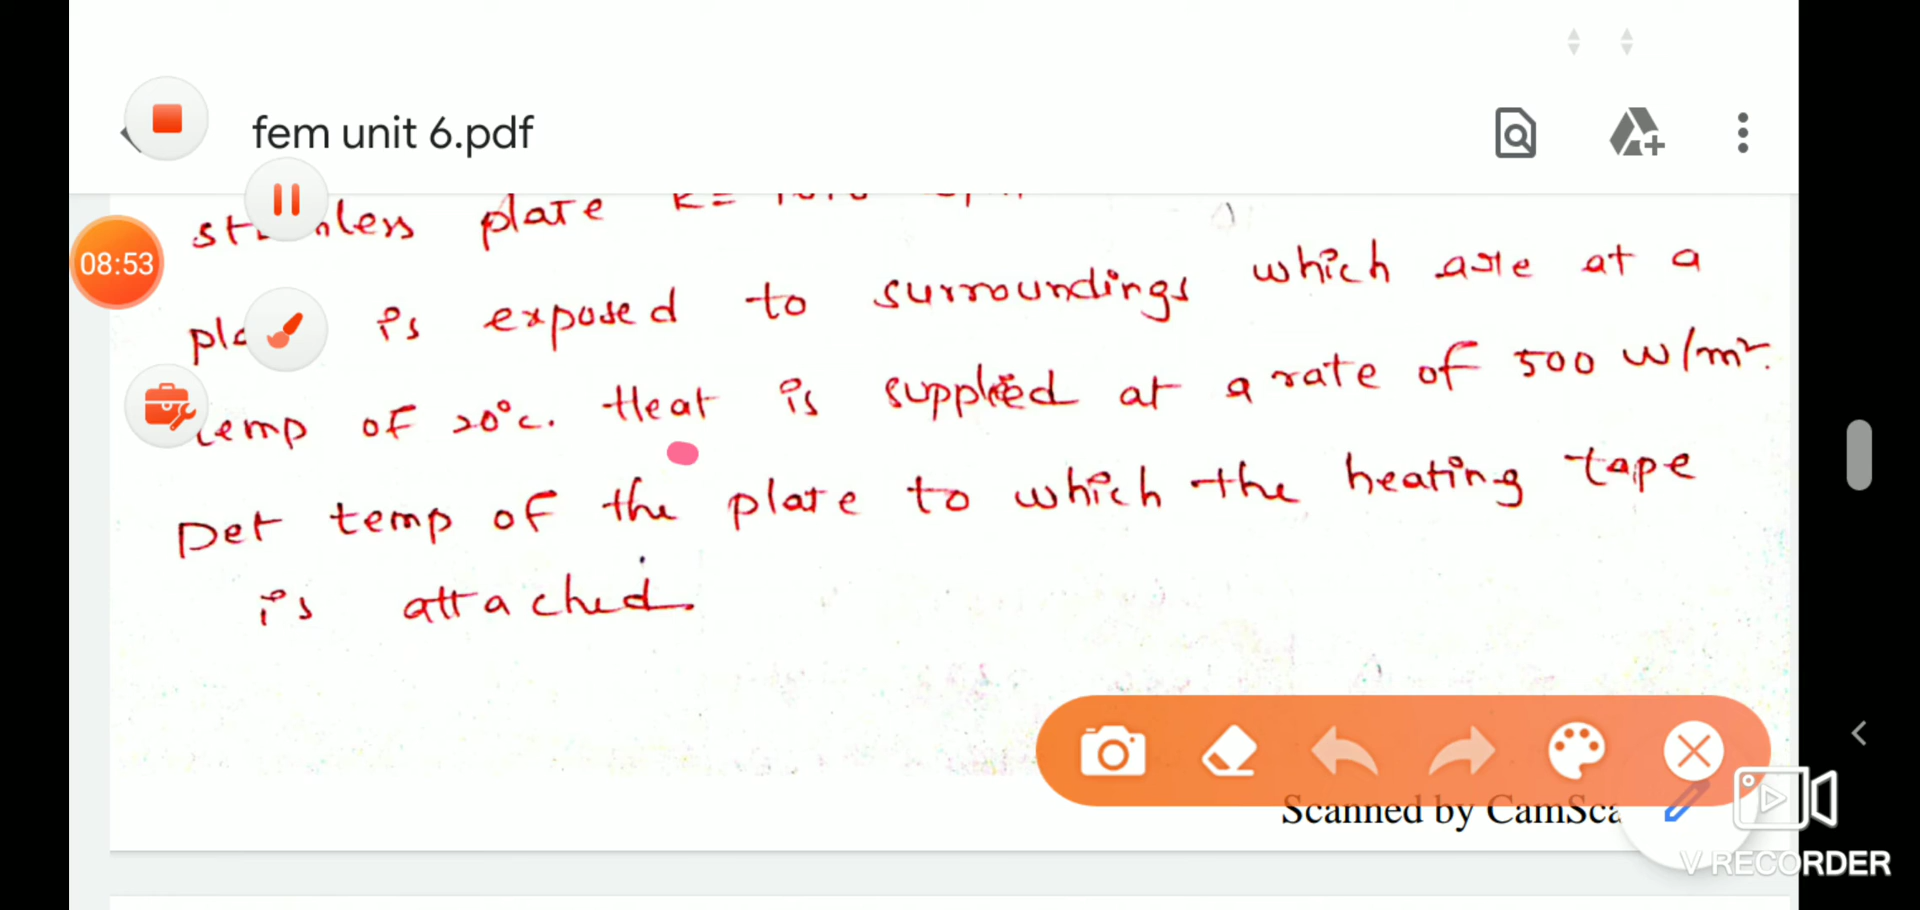 fem unit 6.pdf
plate K=
08:53
is exposed to surroundings which are at a
temp of 20°c. Heat is supplied at a rate of 500 w/m².
Det temp of the plate to which the heating tape
is attached.
Scanned by CamSca
V RECORDER